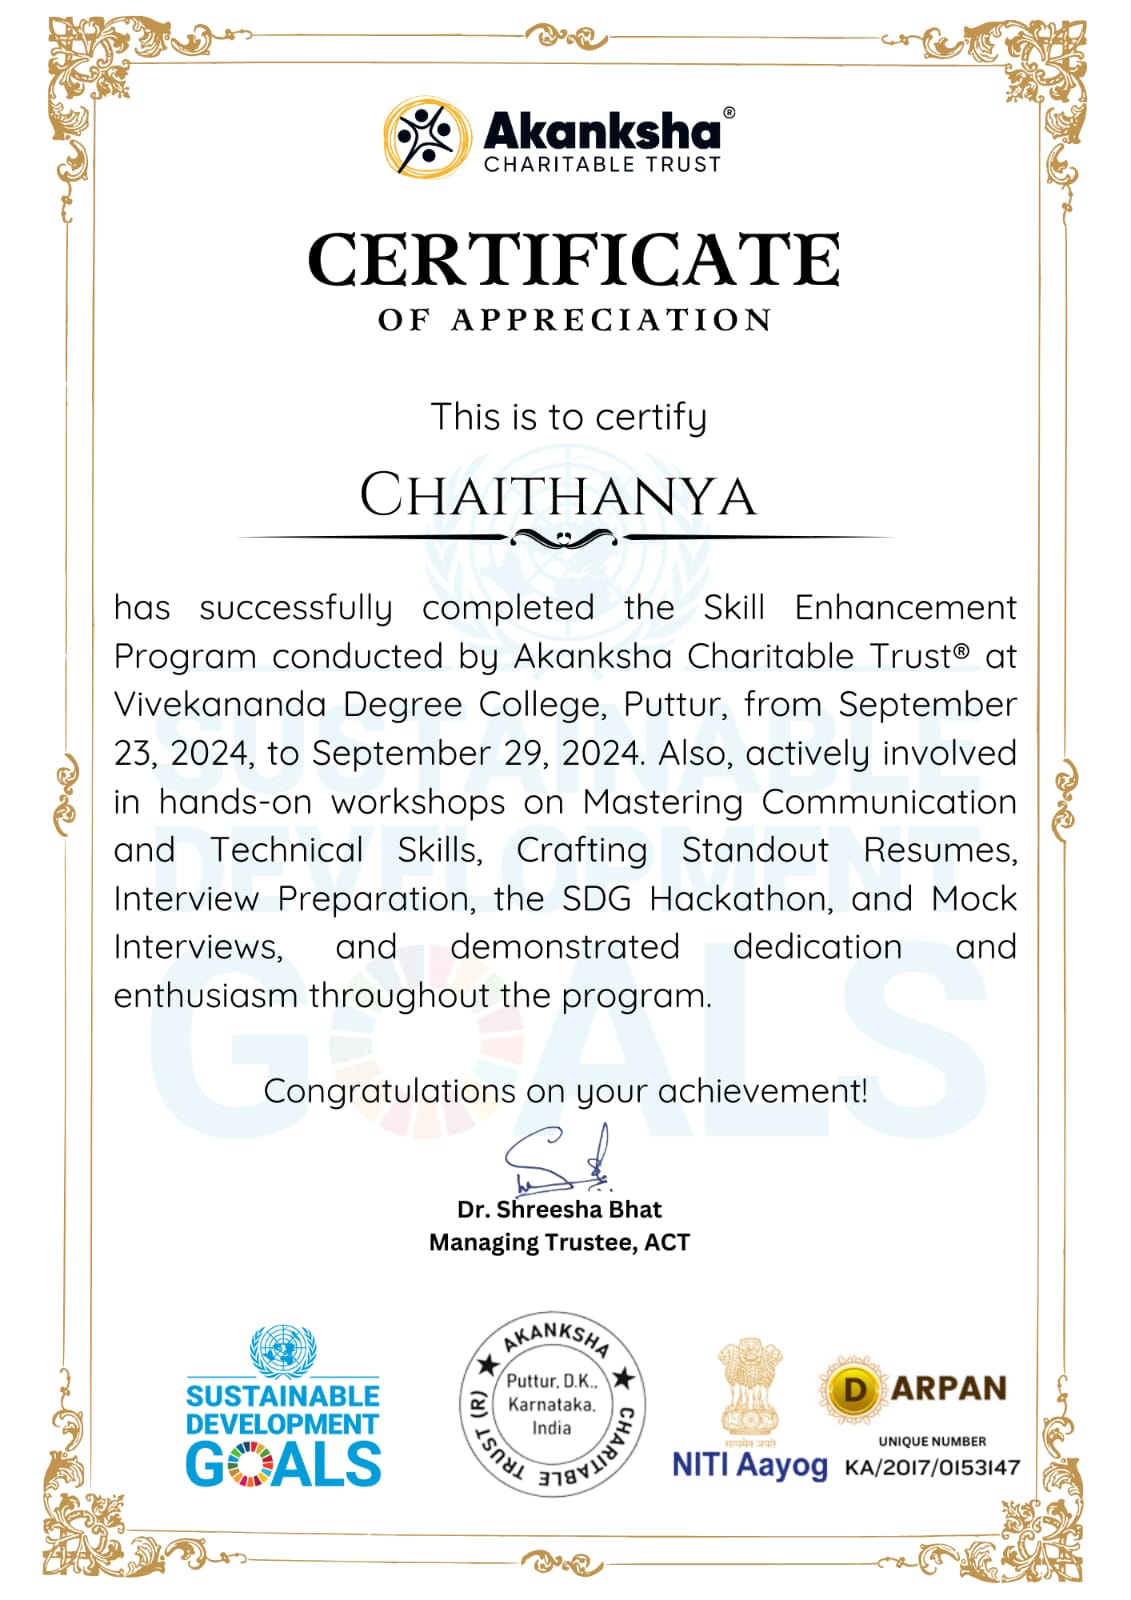 Akanksha®
CHARITABLE TRUST
CERTIFICATE
OF APPRECIATION
This is to certify
CHAITHANYA
has successfully completed the Skill Enhancement
Program conducted by Akanksha Charitable Trust® at
Vivekananda Degree College, Puttur, from September
23, 2024, to September 29, 2024. Also, actively involved
in hands-on workshops on Mastering Communication
and Technical Skills, Crafting Standout Resumes,
Interview Preparation, the SDG Hackathon, and Mock
Interviews, and demonstrated dedication and
enthusiasm throughout the program.
Congratulations on your achievement!
SUSTAINABLE
DEVELOPMENT
GOALS
Dr. Shreesha Bhat
Managing Trustee, ACT
SUSTAINABLE
DEVELOPMENT
GOALS
AKANKSHA CHARITABLE TRUST (R)
Puttur, D.K.,
Karnataka.
India
सत्यमेव जयते
NITI Aayog
D ARPAN
UNIQUE NUMBER
KA/2017/0153147